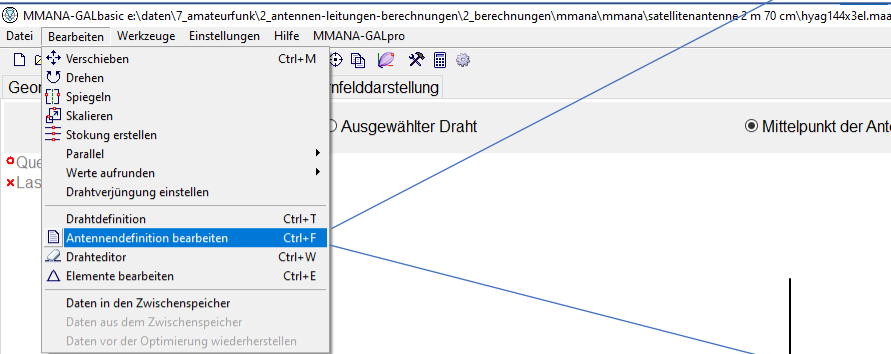 MMANA-GALbasic e:\daten\7_amateurfunk\2_antennen-leitungen-berechnungen\2_berechnungen\mmana\mmana\satellitenantenne 2 m 70 cm\hyag144x3el.maa
Datei Bearbeiten Werkzeuge Einstellungen Hilfe MMANA-GALpro
Verschieben Ctrl+M
Drehen
Geor nfelddarstellung
Spiegeln
Skalieren
Ausgewählter Draht Mittelpunkt der Ante
Stokung erstellen
Parallel
Que
Werte aufrunden
Las
Drahtverjüngung einstellen
Drahtdefinition Ctrl+T
Antennendefinition bearbeiten Ctrl+F
Drahteditor Ctrl+W
Elemente bearbeiten Ctrl+E
Daten in den Zwischenspeicher
Daten aus dem Zwischenspeicher
Daten vor der Optimierung wiederherstellen